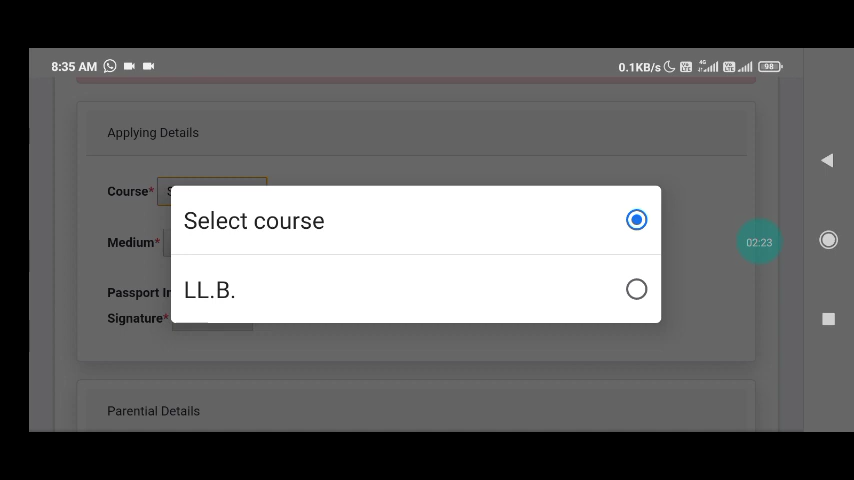 8:35 AM
0.1KB/s 4G 98
Applying Details
Course*
Select course
Medium*
02:23
LL.B.
Passport
Signature*
Parential Details